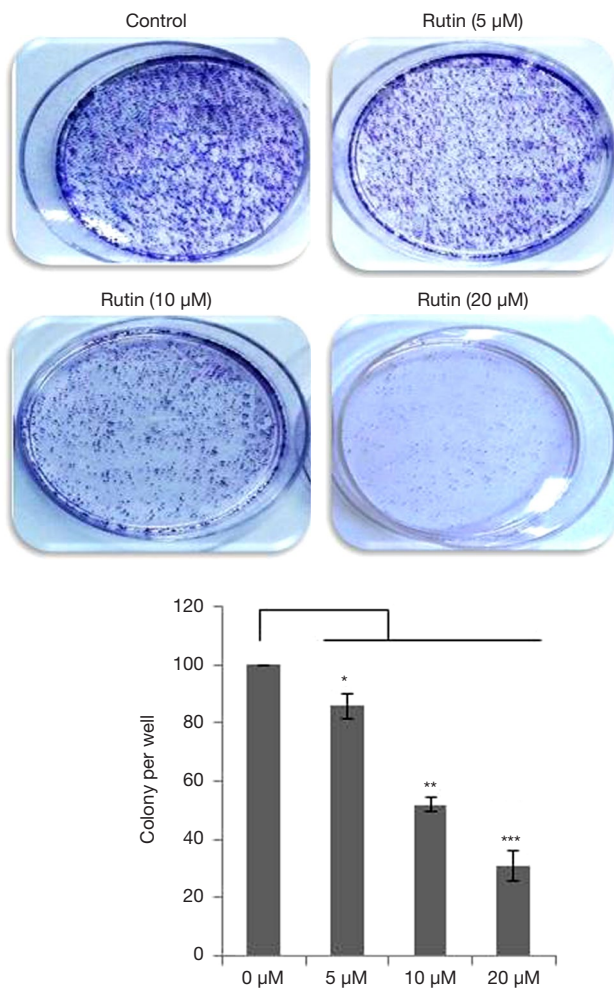 Control
Rutin (5 µM)
Rutin (10 µM)
Rutin (20 µM)
120
100
80
60
40
20
0
Colony per well
*
**
***
0 µM
5 µM
10 µM
20 µM